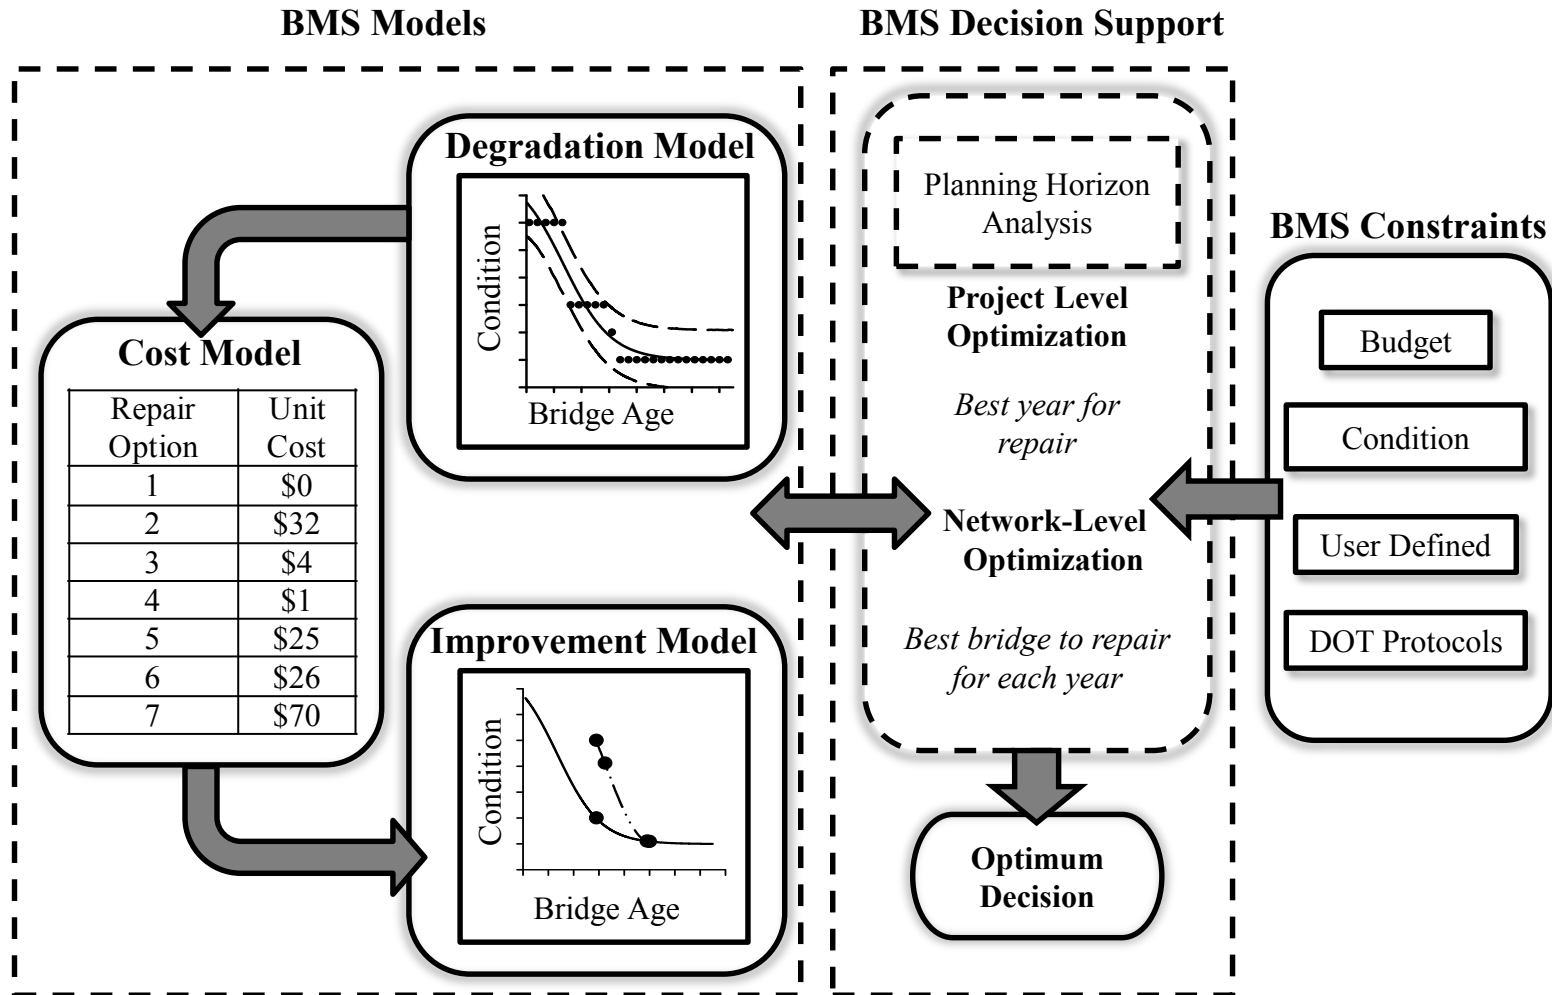 BMS Models
Degradation Model
Condition
Bridge Age
Cost Model
Repair
Option
Unit
Cost
1 $0
2 $32
3 $4
4 $1
5 $25
6 $26
7 $70
Improvement Model
Condition
Bridge Age
BMS Decision Support
Planning Horizon
Analysis
Project Level
Optimization
Best year for
repair
Network-Level
Optimization
Best bridge to repair
for each year
Optimum
Decision
BMS Constraints
Budget
Condition
User Defined
DOT Protocols